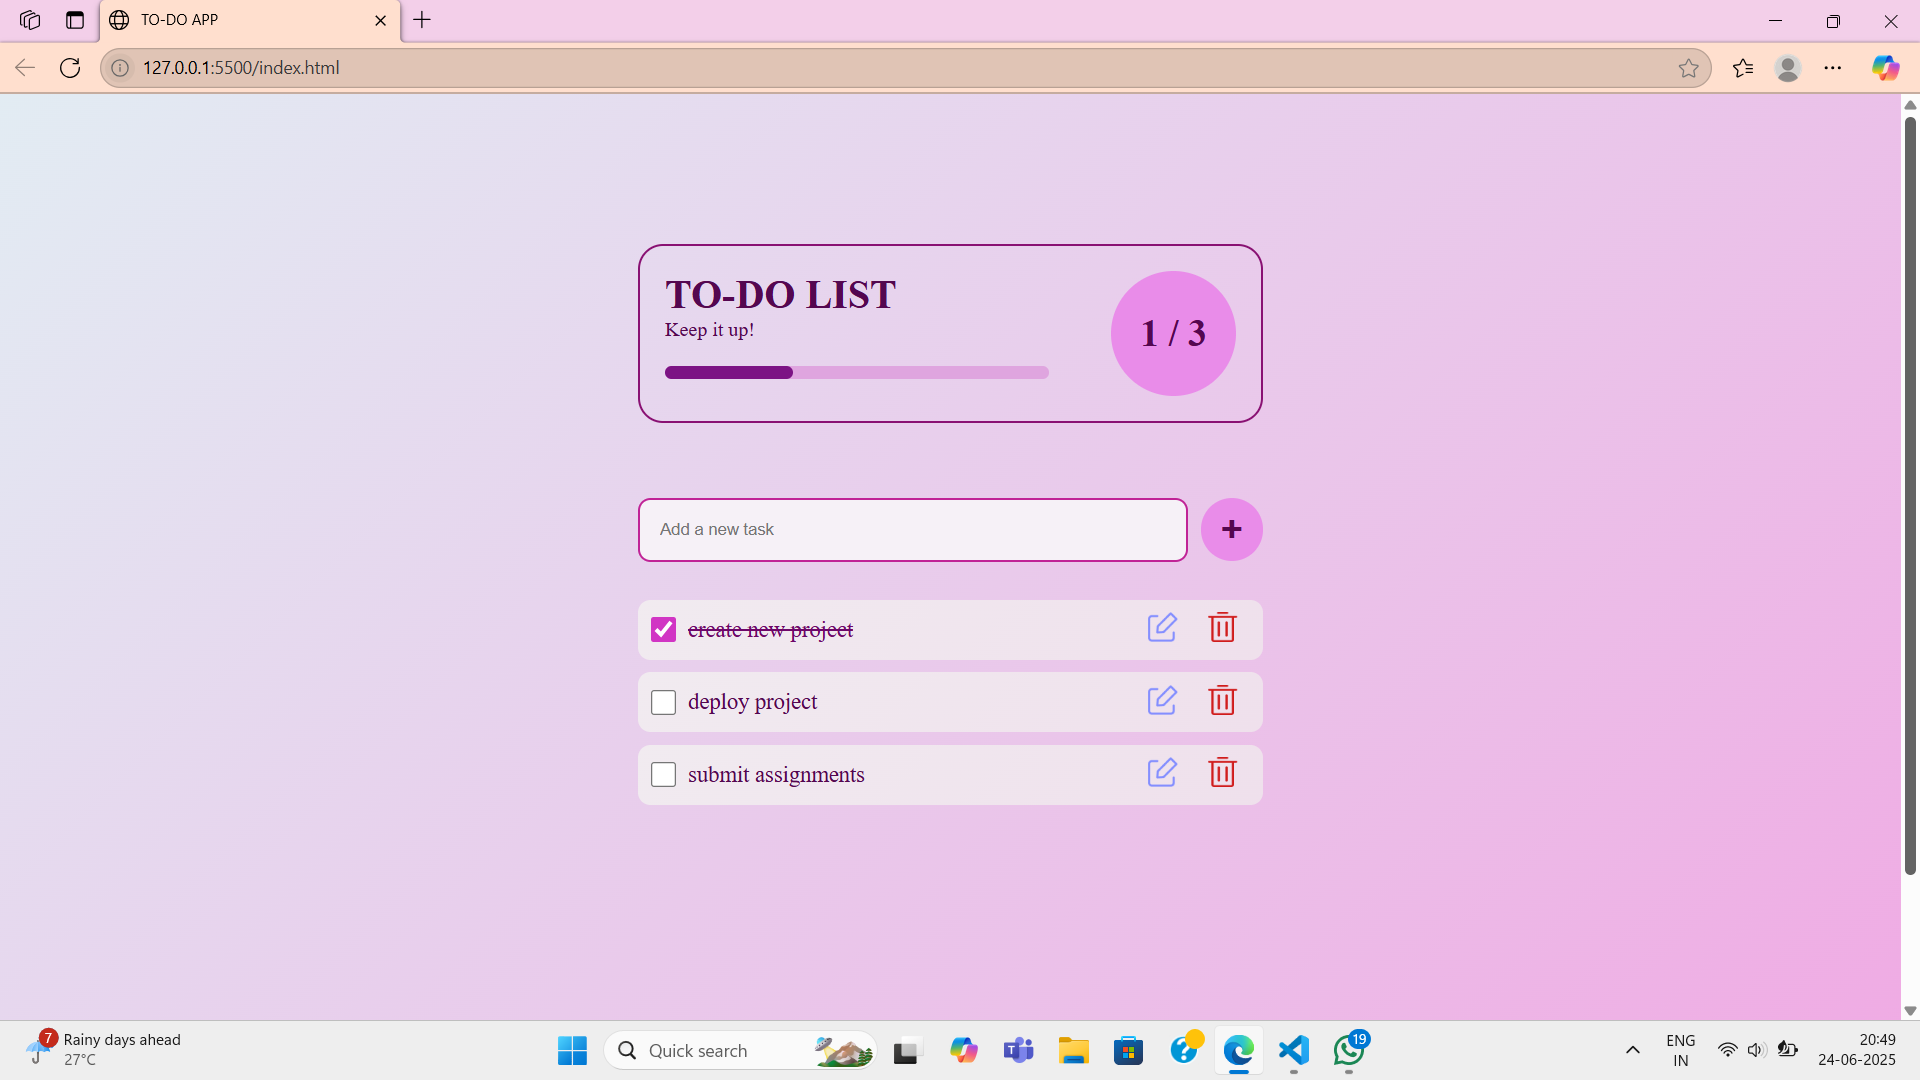 TO-DO APP
127.0.0.1:5500/index.html
TO-DO LIST
Keep it up!
1 / 3
Add a new task
+
create new project
deploy project
submit assignments
7
Rainy days ahead
27°C
Quick search
19
ENG
IN
20:49
24-06-2025